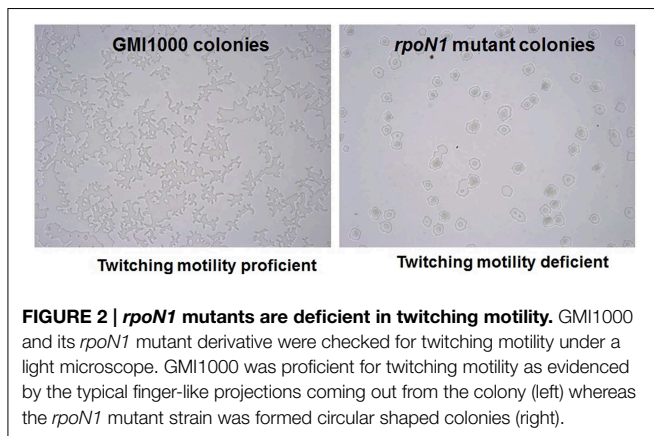 GMI1000 colonies
rpoN1 mutant colonies
Twitching motility proficient
Twitching motility deficient
FIGURE 2 | rpoN1 mutants are deficient in twitching motility. GMI1000
and its rpoN1 mutant derivative were checked for twitching motility under a
light microscope. GMI1000 was proficient for twitching motility as evidenced
by the typical finger-like projections coming out from the colony (left) whereas
the rpoN1 mutant strain was formed circular shaped colonies (right).